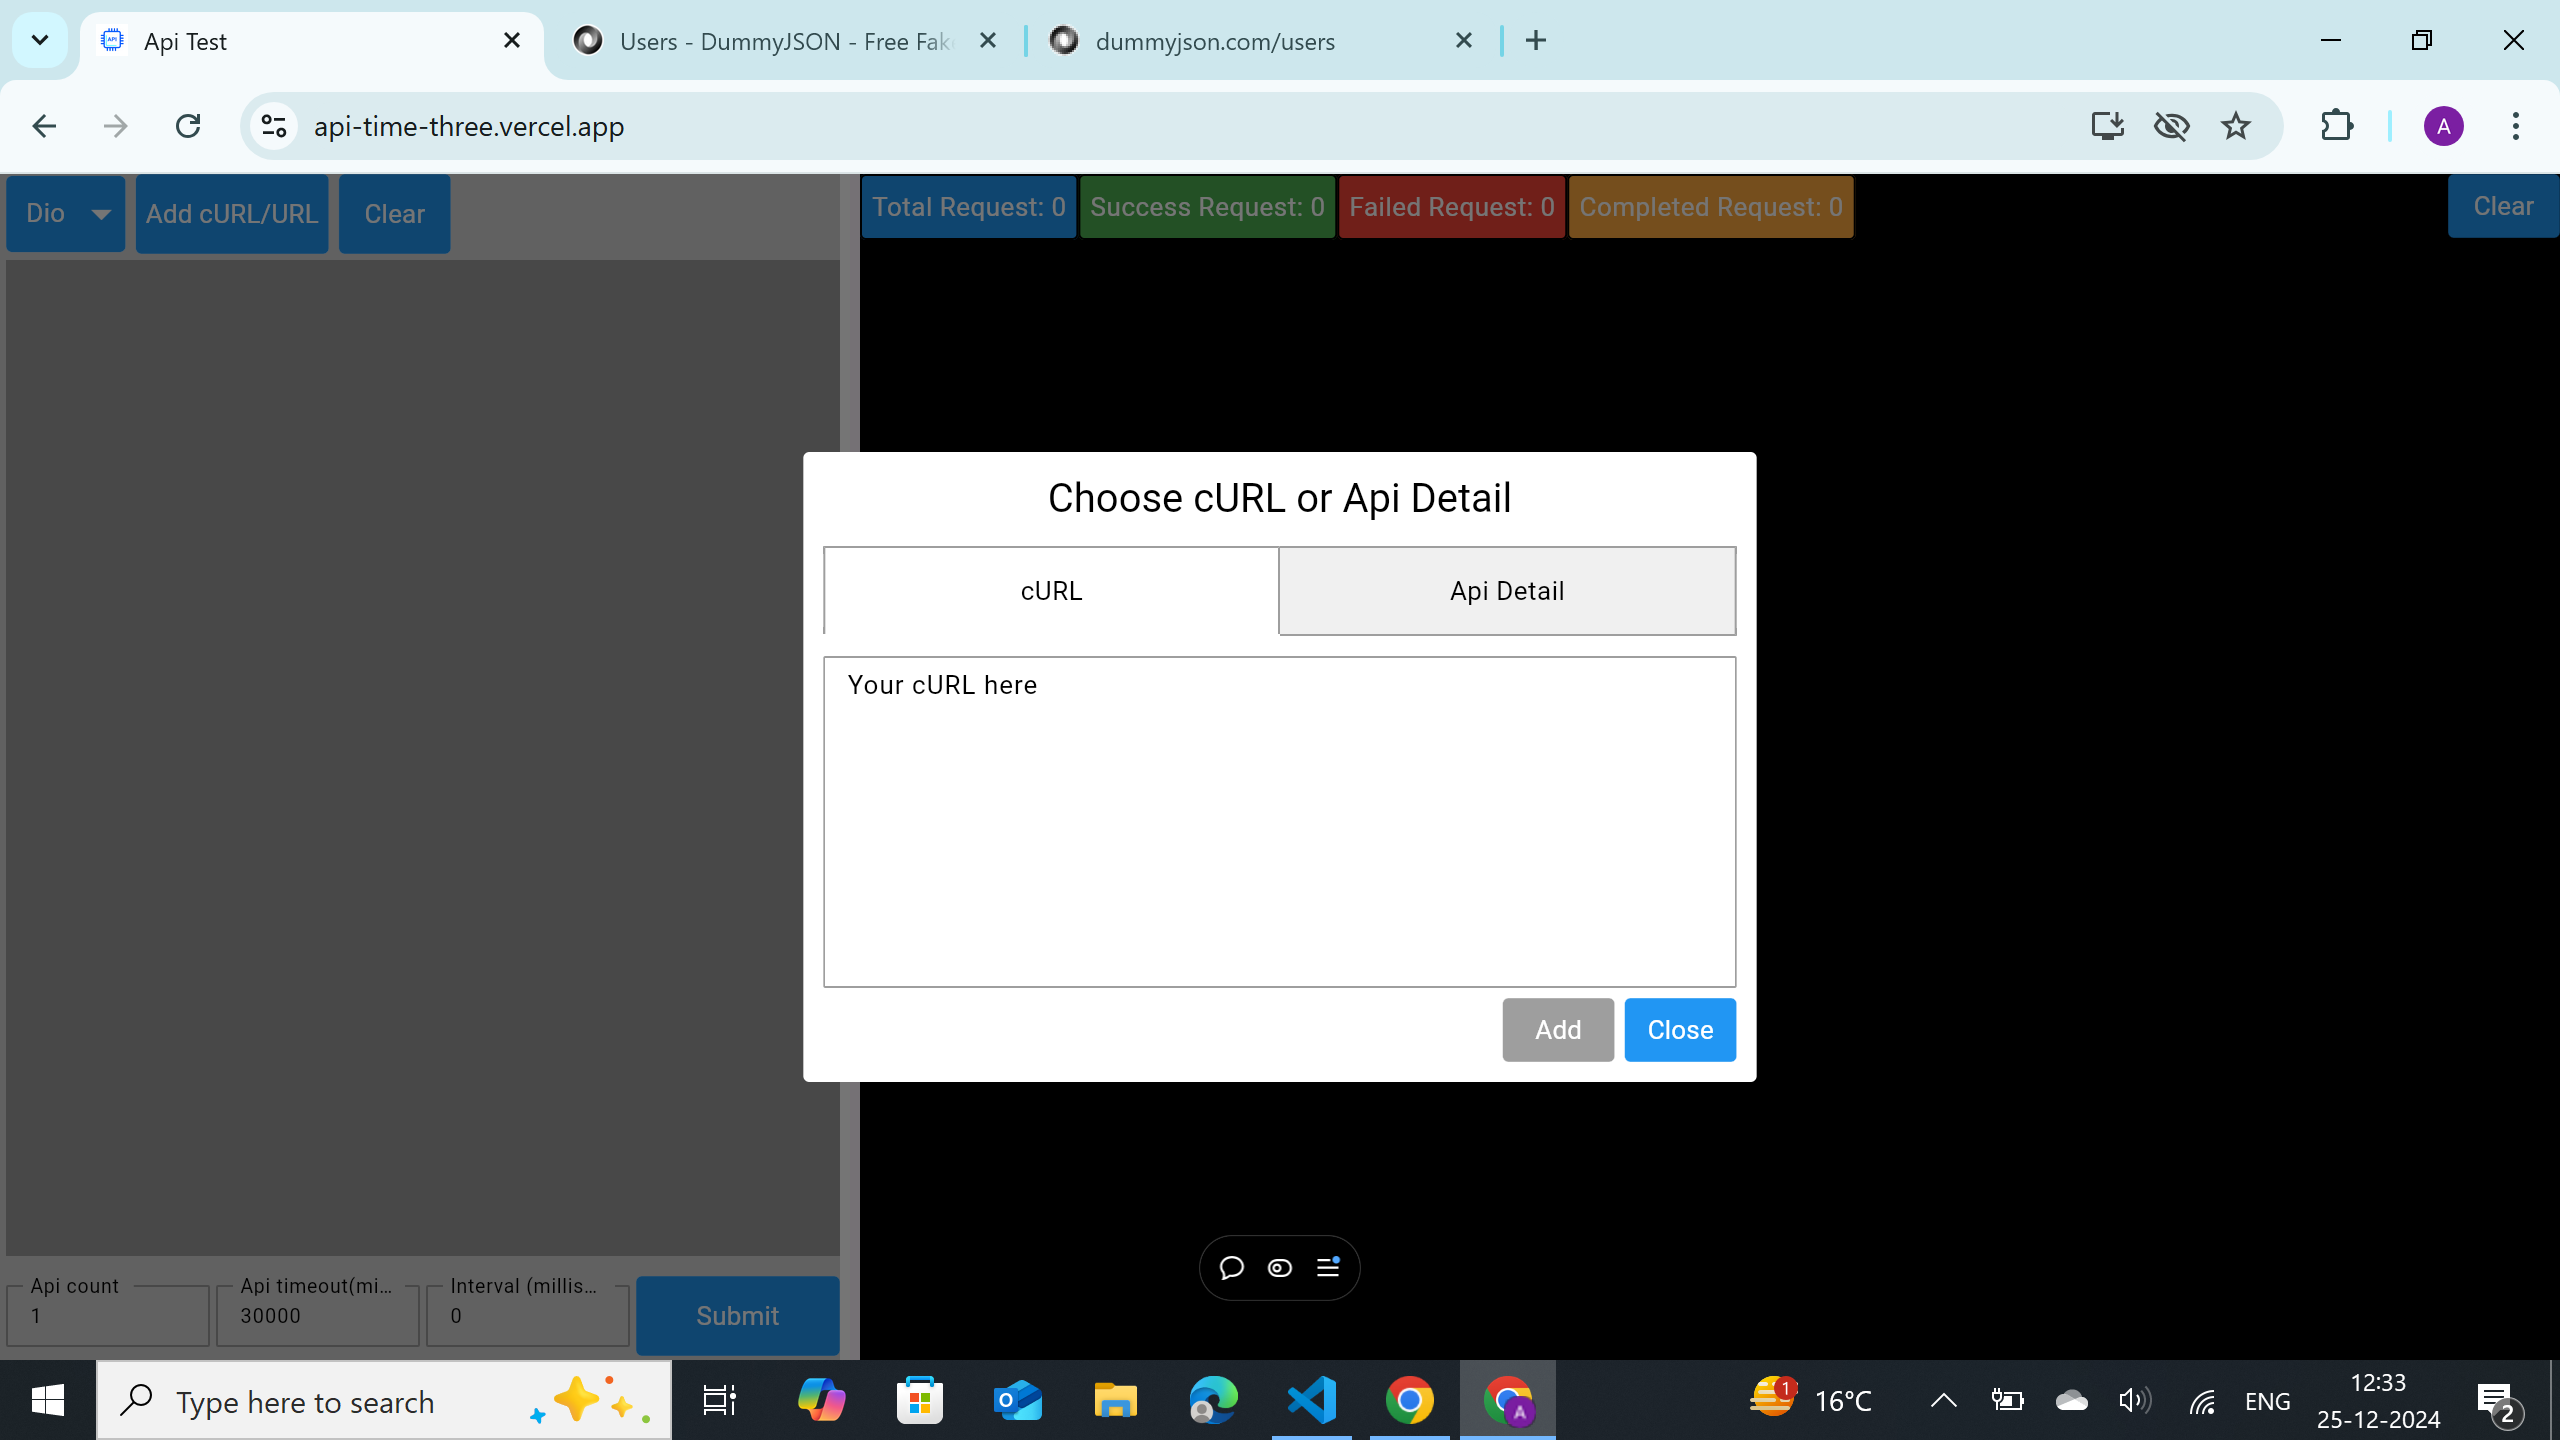 Api Test
Users - DummyJSON - Free Fak
dummyjson.com/users
api-time-three.vercel.app
A
Dio
Add cURL/URL
Clear
Total Request: 0
Success Request: 0
Failed Request: 0
Completed Request: 0
Clear
Choose cURL or Api Detail
cURL
Api Detail
Your cURL here
Add
Close
Api count
1
Api timeout(mi...
30000
Interval (millis...
0
Submit
Type here to search
A
1
16°C
ENG
12:33
25-12-2024
2